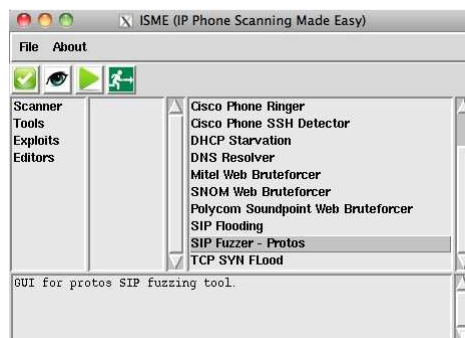 ISME (IP Phone Scanning Made Easy)
File About
Scanner
Tools
Exploits
Editors
Cisco Phone Ringer
Cisco Phone SSH Detector
DHCP Starvation
DNS Resolver
Mitel Web Bruteforcer
SNOM Web Bruteforcer
Polycom Soundpoint Web Bruteforcer
SIP Flooding
SIP Fuzzer - Protos
TCP SYN FLood
GUI for protos SIP fuzzing tool.